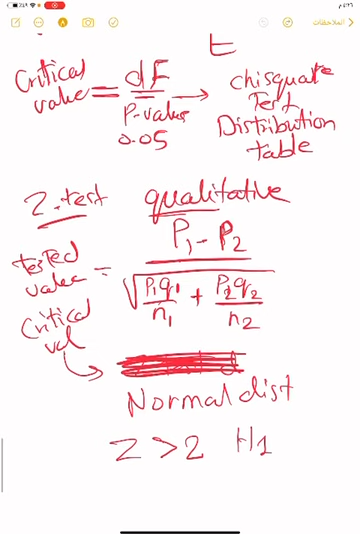 الملاحظات
t
Critical value = dF
P-value 0.05 → chisquare Test Distribution table
Z-test qualitative
tested value = P1 - P2
√ P1q1 / n1 + P2q2 / n2
Critical val
Normal dist
Z > 2 H1